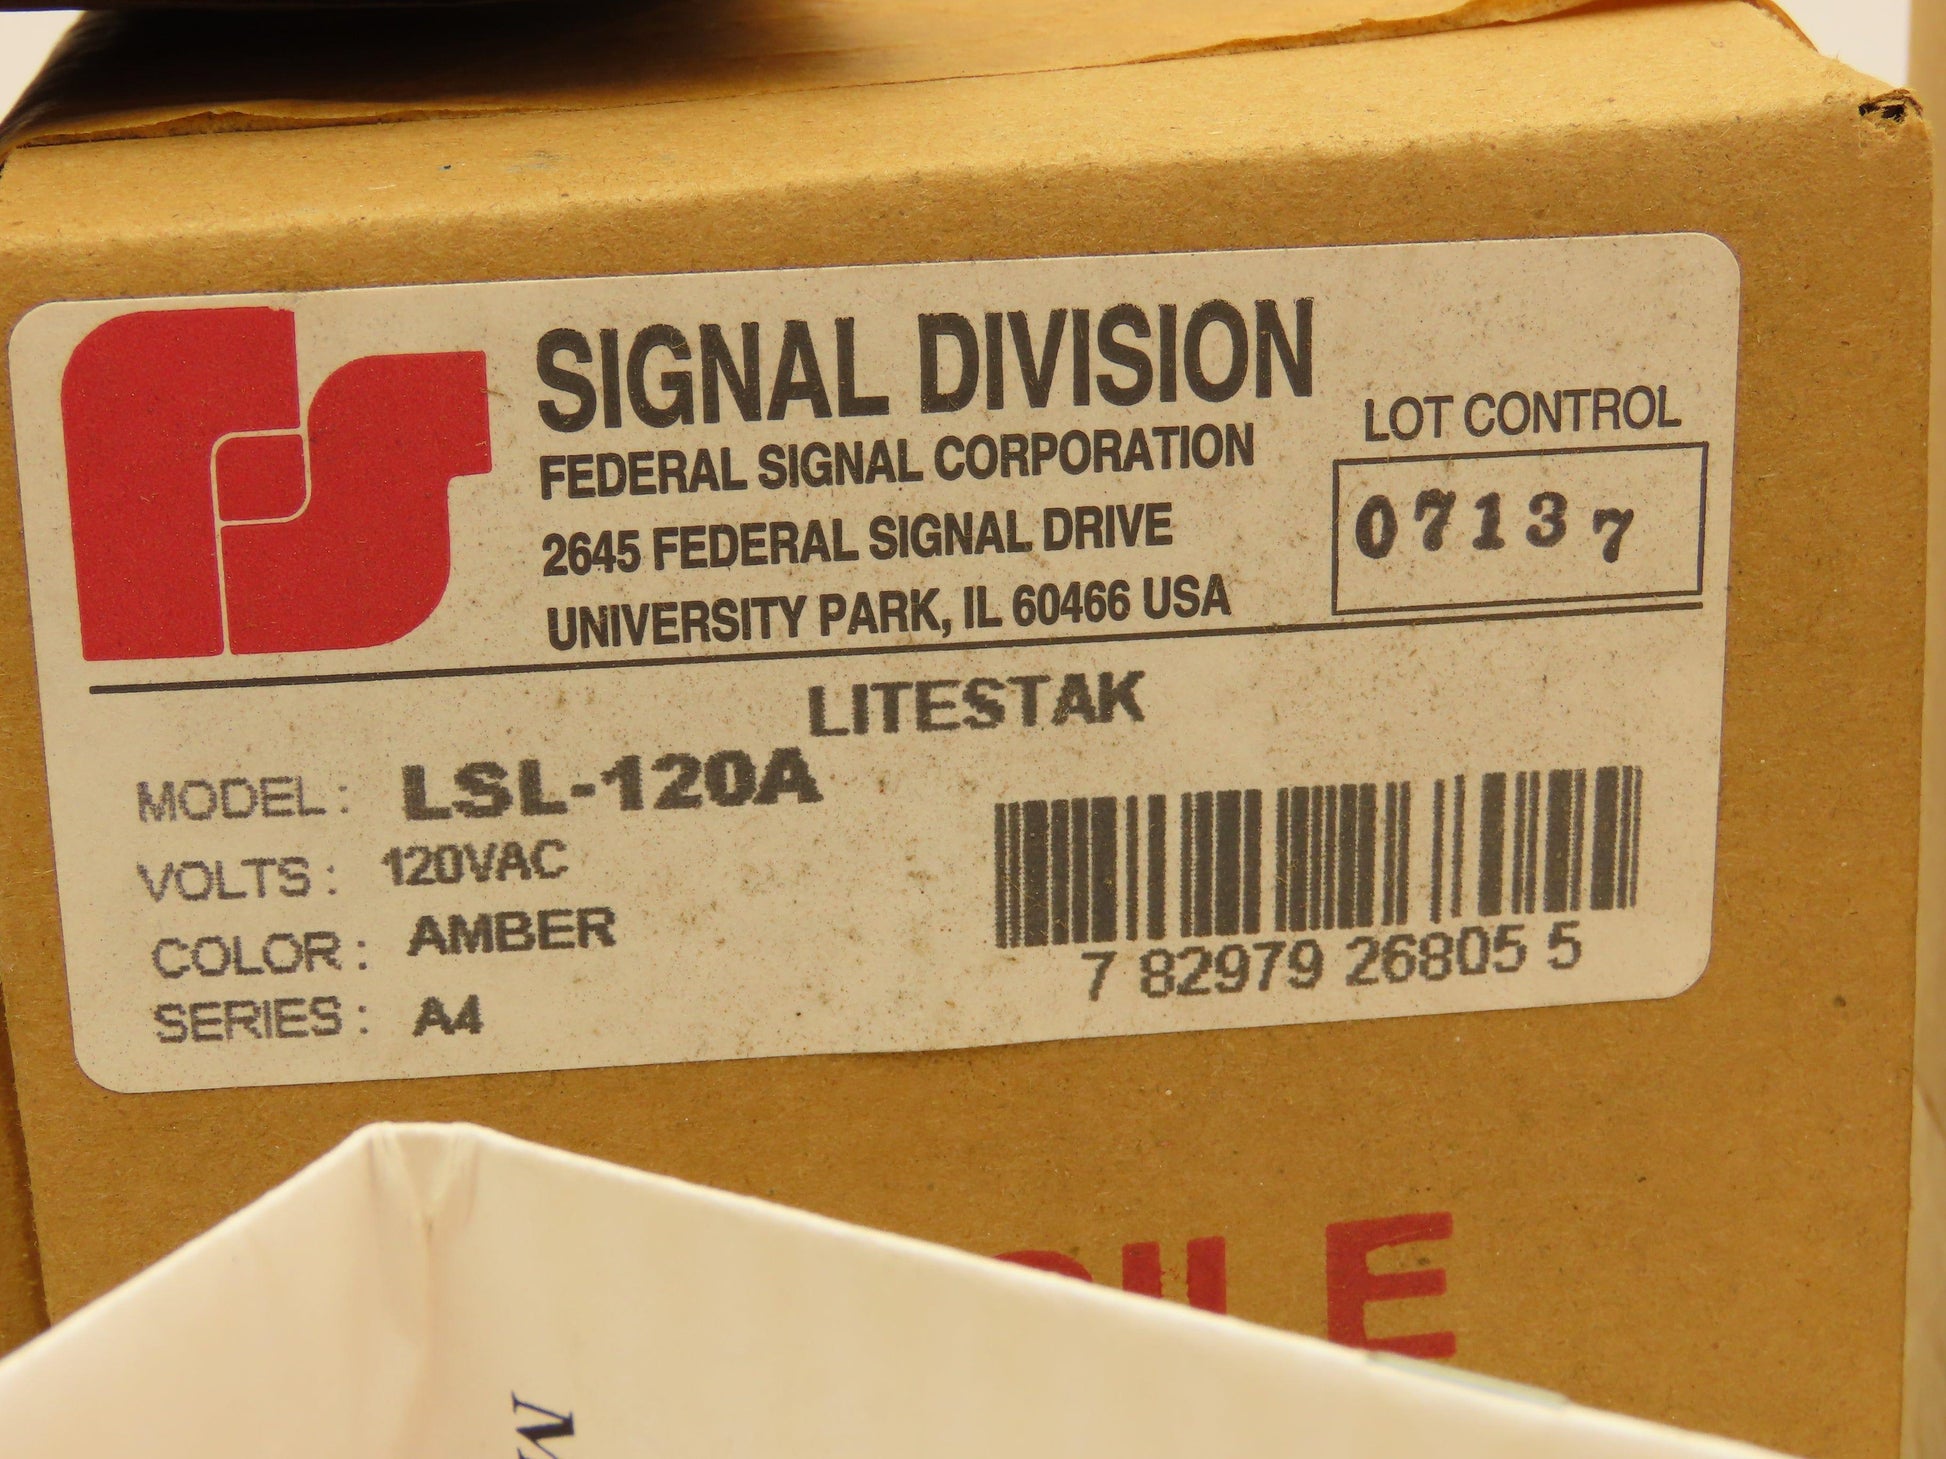 SIGNAL DIVISION
FEDERAL SIGNAL CORPORATION
2645 FEDERAL SIGNAL DRIVE
UNIVERSITY PARK, IL 60466 USA
LOT CONTROL
07137
LITESTAK
MODEL: LSL-120A
VOLTS: 120VAC
COLOR: AMBER
SERIES: A4
7 82979 26805 5